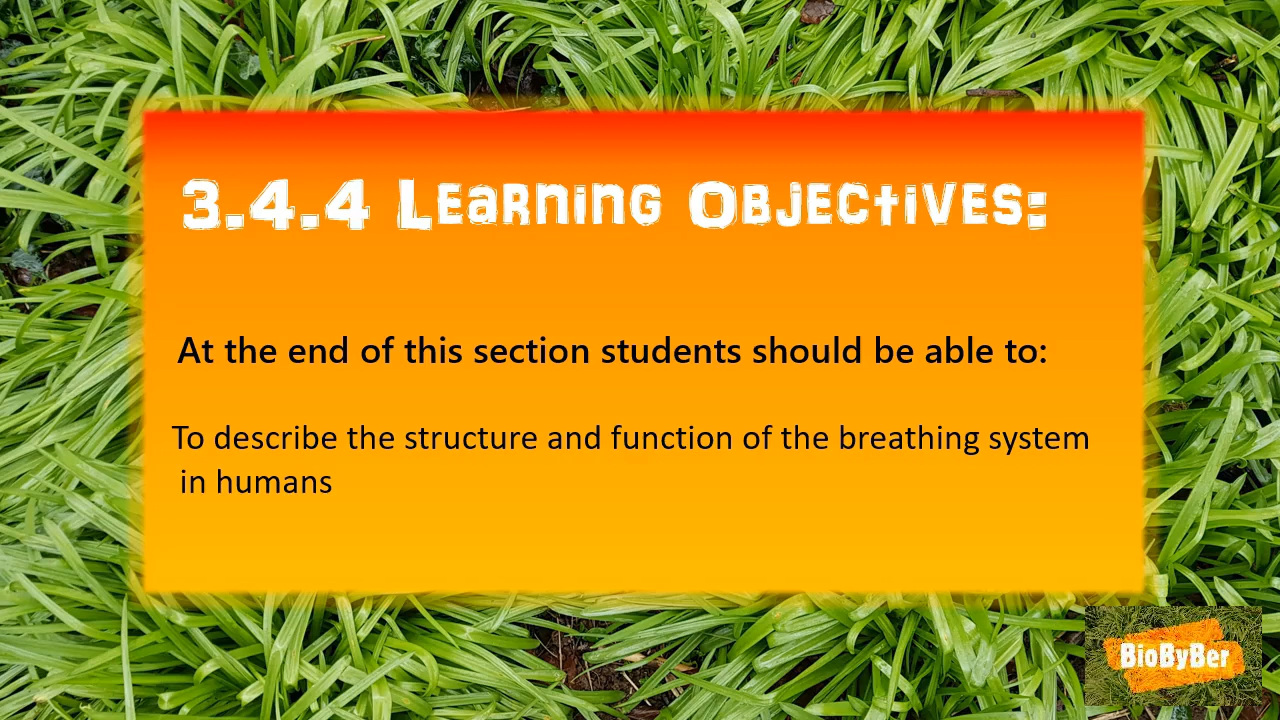 3.4.4 Learning Objectives:
At the end of this section students should be able to:
To describe the structure and function of the breathing system
in humans
BioByBer